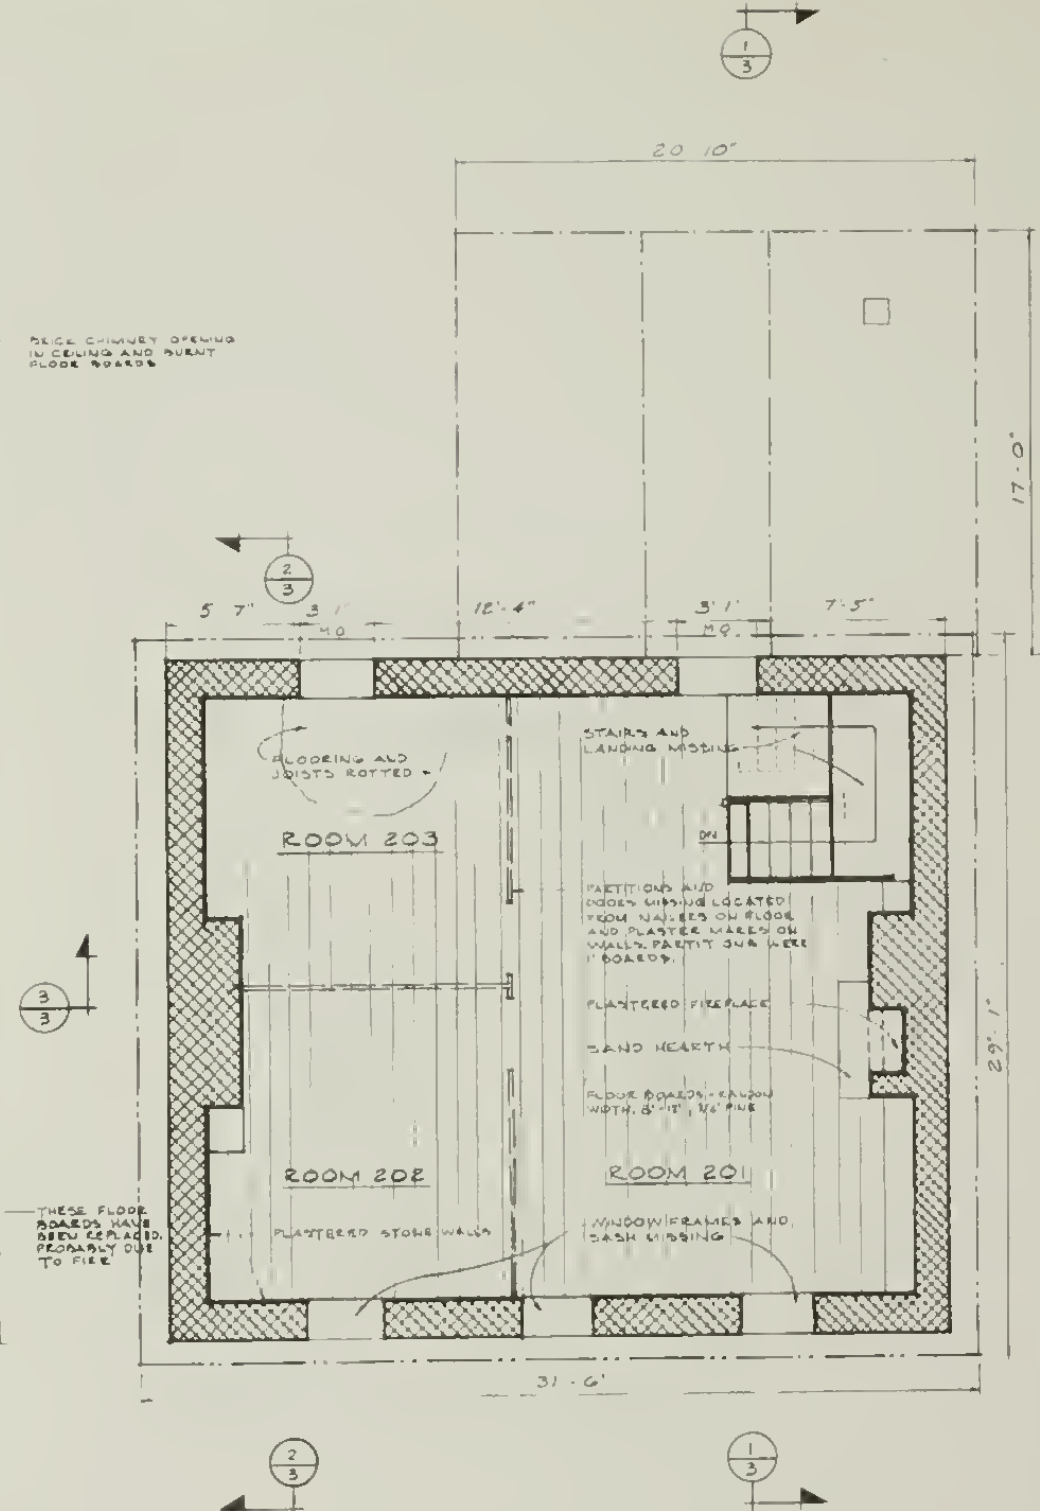 1
3
20'-10"
BRICK CHIMNEY OPENING
IN CEILING AND BURNT
FLOOR BOARDS
17'-0"
2
3
5'-7"
3'-1"
M.O.
12'-4"
3'-1"
M.O.
7'-5"
STAIRS AND
LANDING MISSING
FLOORING AND
JOISTS ROTTED
ROOM 203
DN
PARTITIONS AND
DOORS MISSING LOCATED
FROM NAILERS ON FLOOR
AND PLASTER MARKS ON
WALLS. PARTITIONS WERE
1" BOARDS.
3
3
PLASTERED FIREPLACE
SAND HEARTH
29'-1"
FLOOR BOARDS - RANDOM
WIDTH, 8"-12", PINE
ROOM 202
ROOM 201
THESE FLOOR
BOARDS HAVE
BEEN REPLACED,
PROBABLY DUE
TO FIRE
PLASTERED STONE WALLS
WINDOW FRAMES AND
SASH MISSING
31'-6"
2
3
1
3